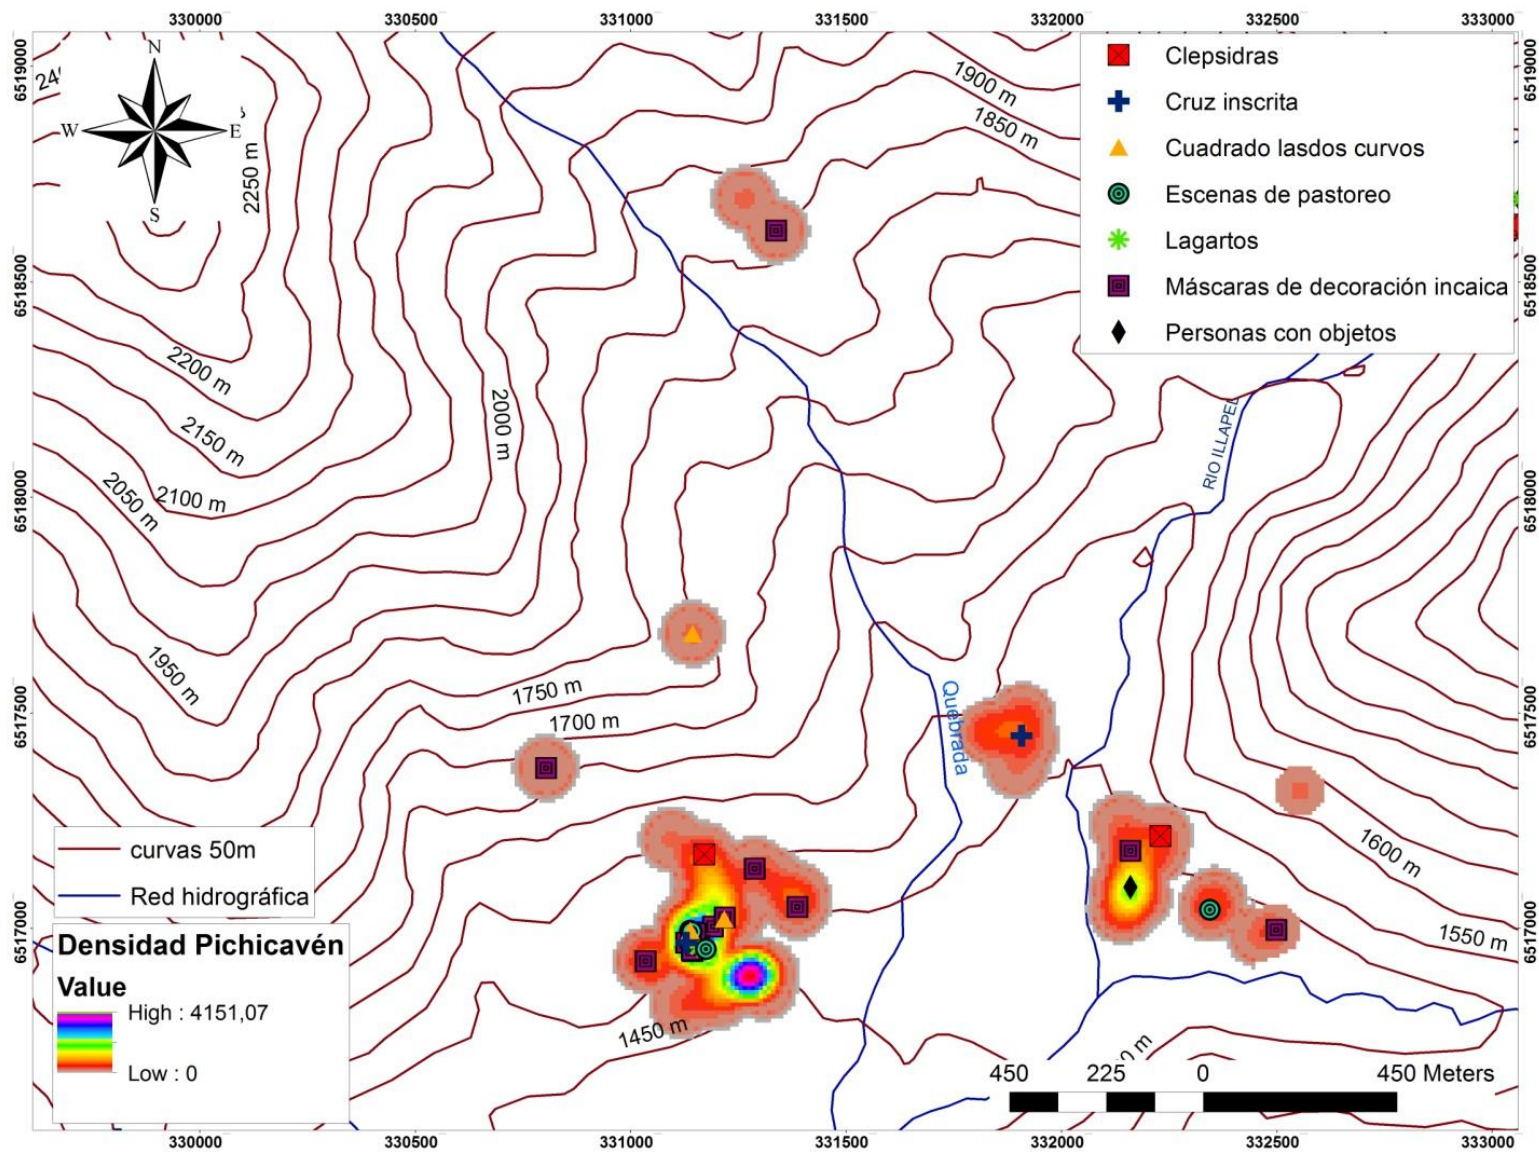 330000 330500 331000 331500 332000 332500 333000
6519000
6519000
N
W E
S
2250 m
1900 m
1850 m
Clepsidras
Cruz inscrita
Cuadrado lasdos curvos
Escenas de pastoreo
Lagartos
Máscaras de decoración incaica
Personas con objetos
6518500
6518500
2200 m
2150 m
2100 m
2050 m
2000 m
RIO ILLAPEL
6518000
6518000
1950 m
1750 m
1700 m
Quebrada
6517500
6517500
curvas 50m
Red hidrográfica
1600 m
1550 m
6517000
6517000
Densidad Pichicavén
Value
High : 4151,07
Low : 0
1450 m
450 225 0 450 Meters
330000 330500 331000 331500 332000 332500 333000